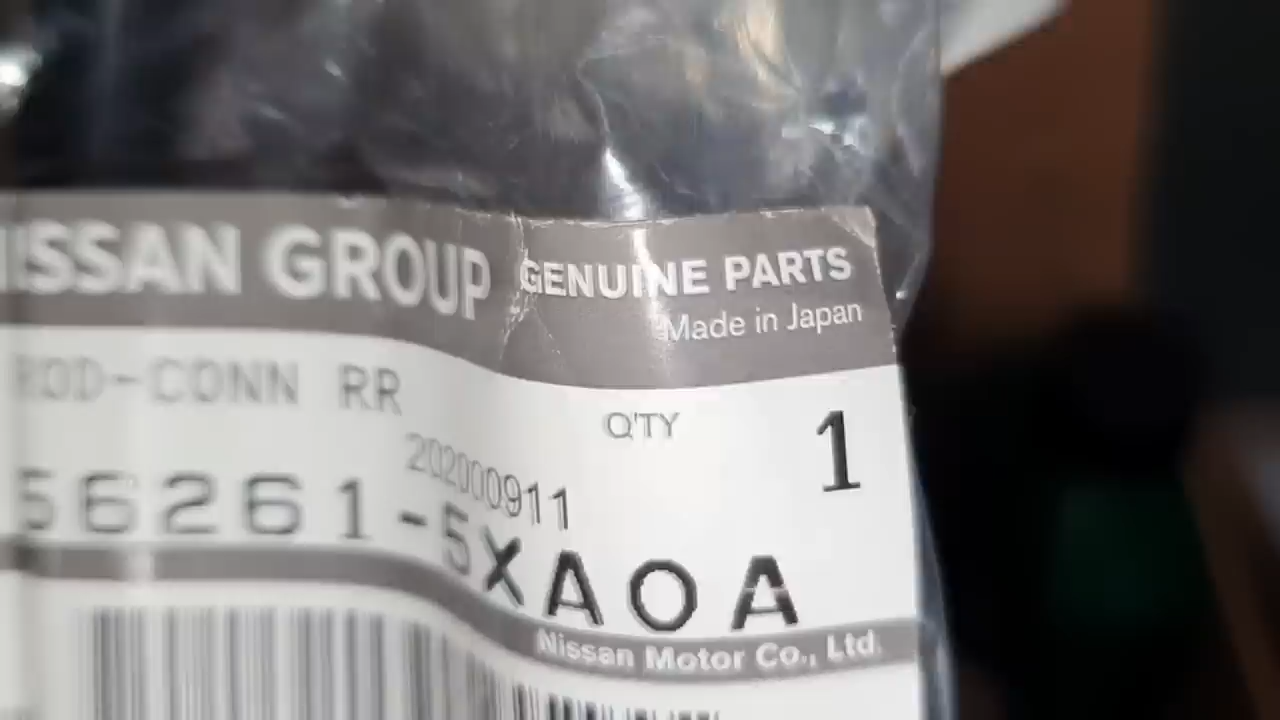 NISSAN GROUP GENUINE PARTS
Made in Japan
ROD-CONN RR
Q'TY 1
202000911
56261-5XA0A
Nissan Motor Co., Ltd.